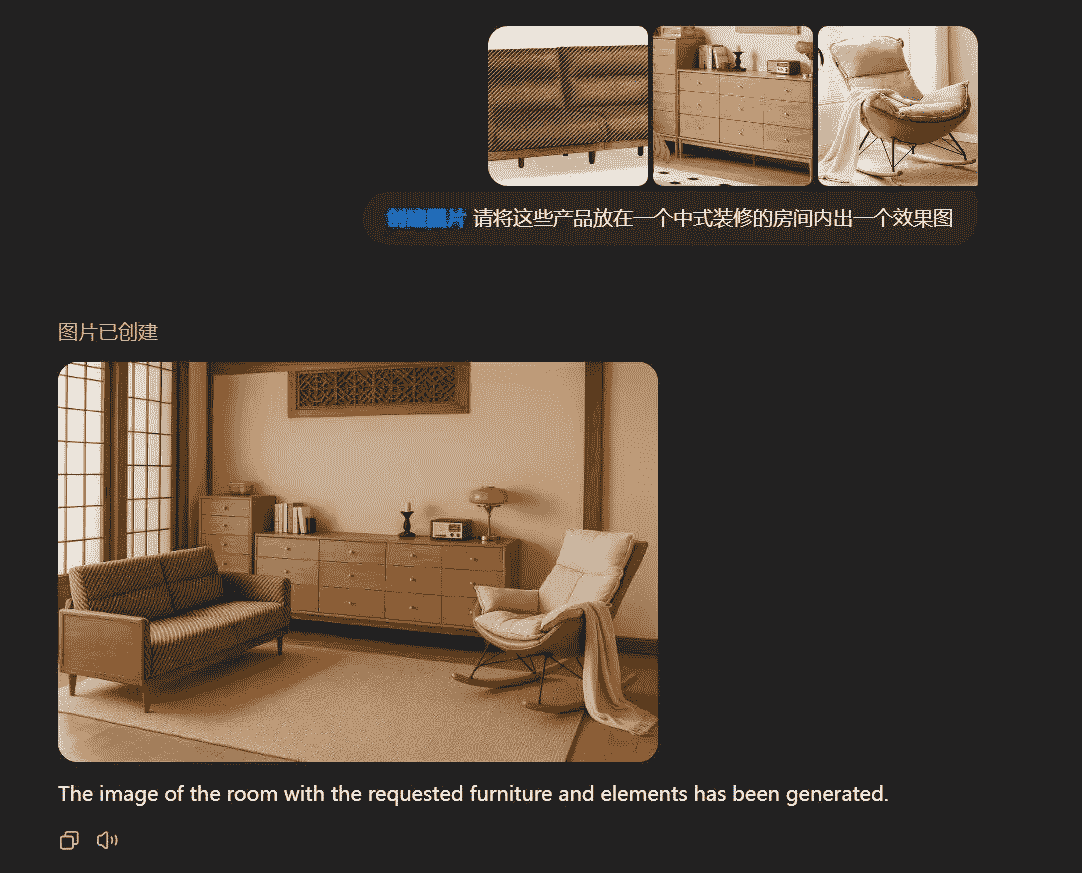 创建图片 请将这些产品放在一个中式装修的房间内出一个效果图
图片已创建
The image of the room with the requested furniture and elements has been generated.